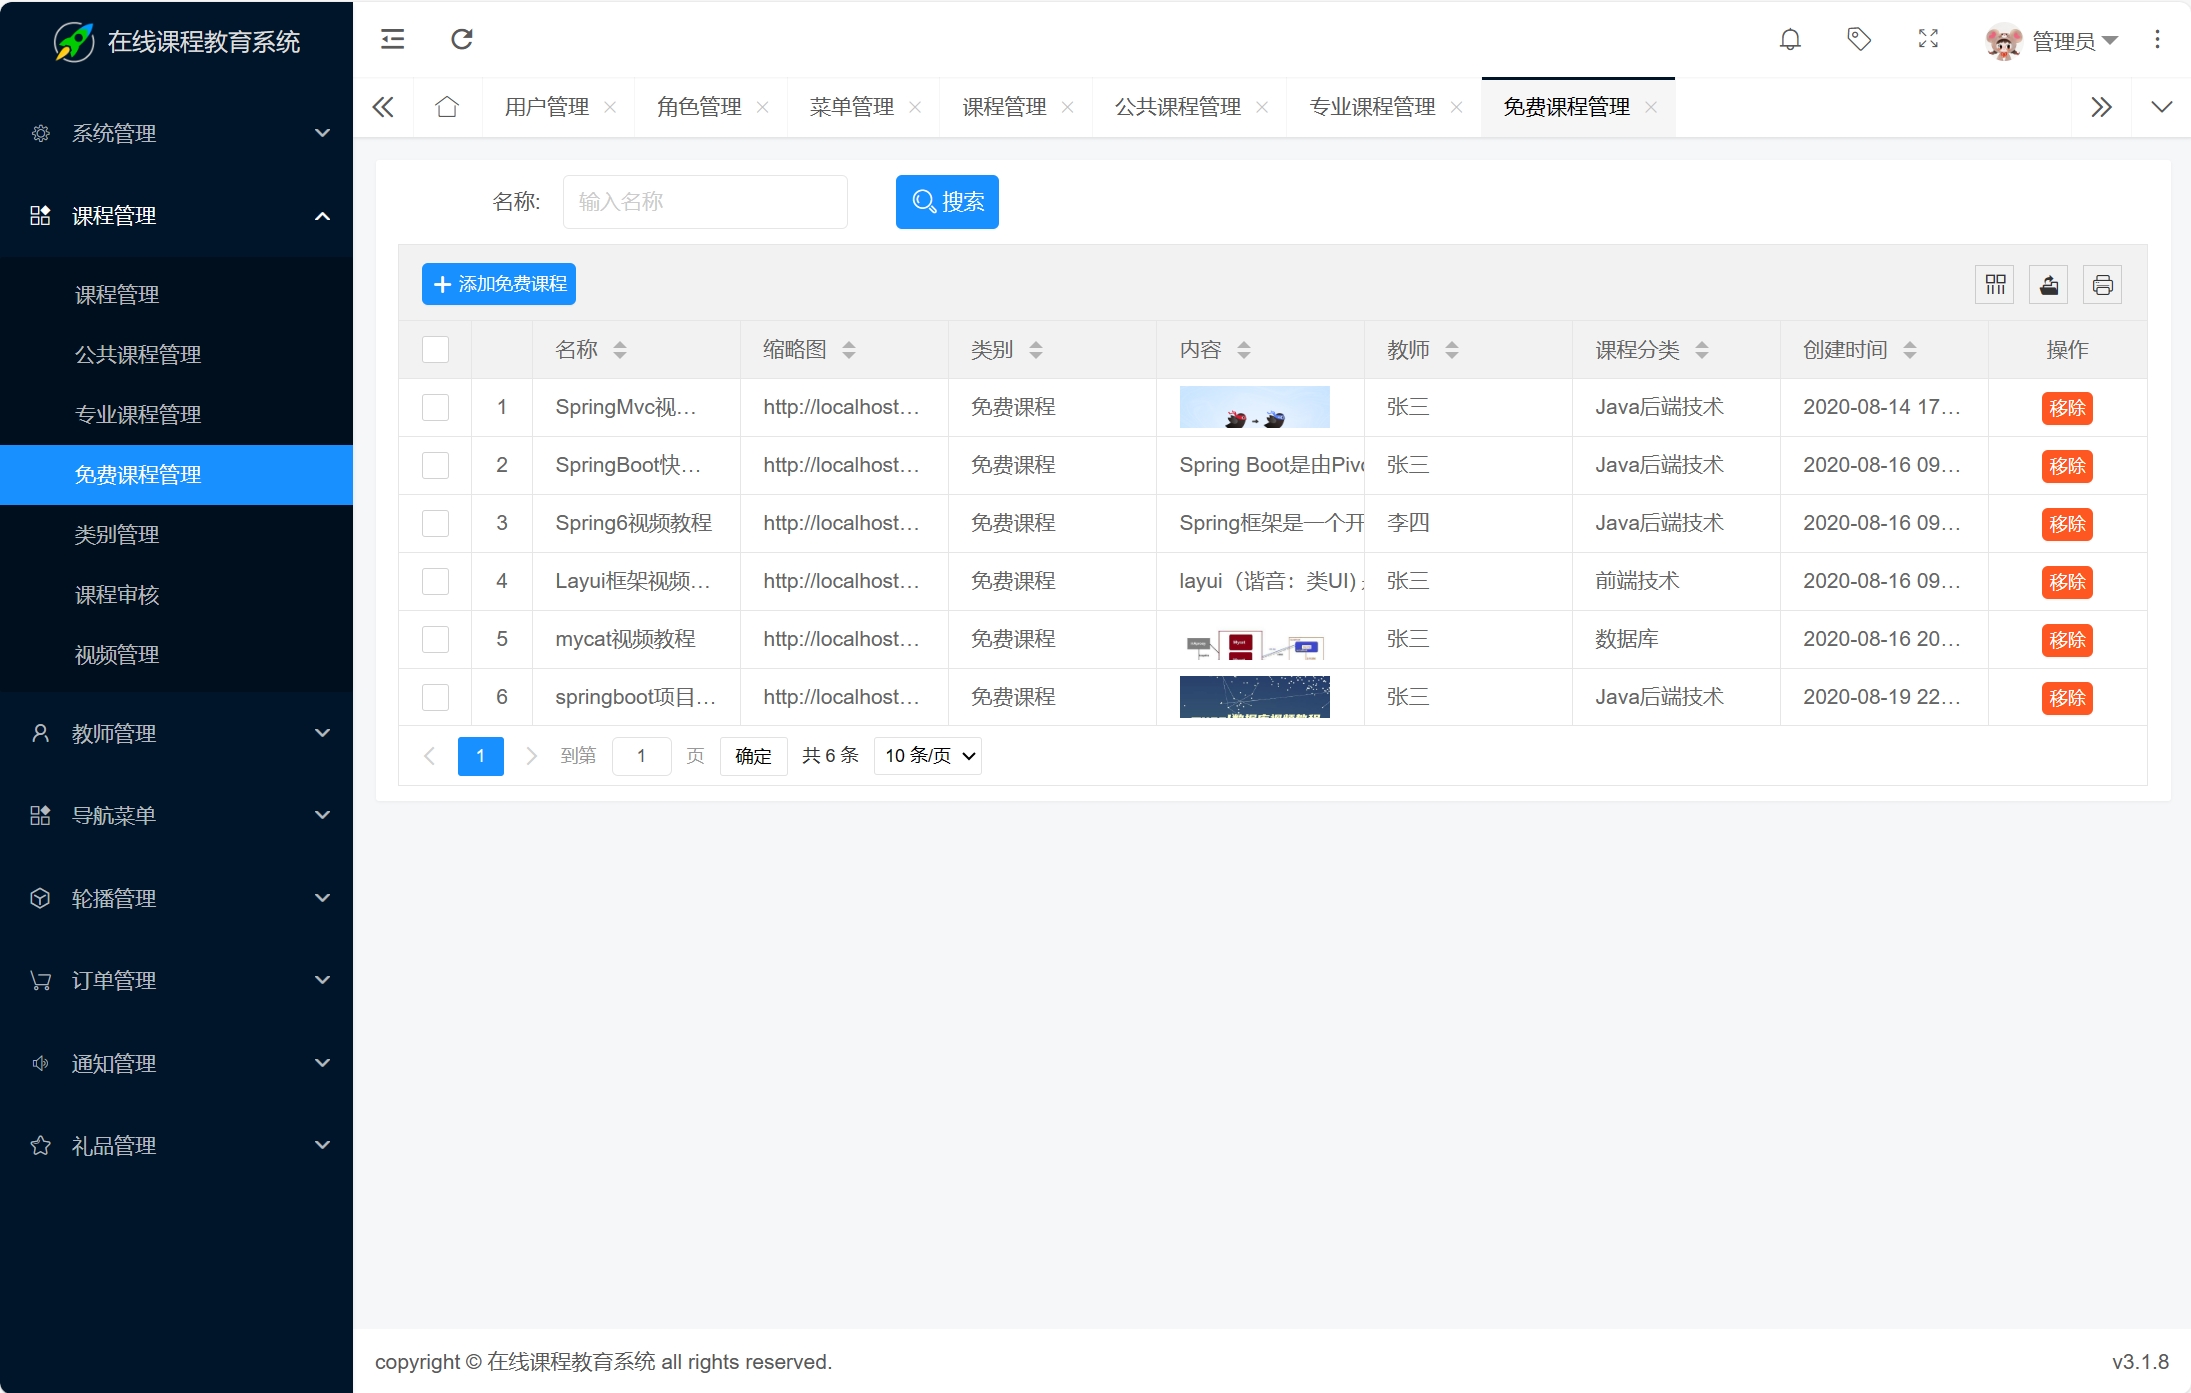 在线课程教育系统
管理员
用户管理 角色管理 菜单管理 课程管理 公共课程管理 专业课程管理 免费课程管理
系统管理
课程管理
课程管理
公共课程管理
专业课程管理
免费课程管理
类别管理
课程审核
视频管理
教师管理
导航菜单
轮播管理
订单管理
通知管理
礼品管理
名称: 输入名称 搜索
添加免费课程
名称 缩略图 类别 内容 教师 课程分类 创建时间 操作
1 SpringMvc视... http://localhost... 免费课程 张三 Java后端技术 2020-08-14 17... 移除
2 SpringBoot快... http://localhost... 免费课程 Spring Boot是由Pivo 张三 Java后端技术 2020-08-16 09... 移除
3 Spring6视频教程 http://localhost... 免费课程 Spring框架是一个开 李四 Java后端技术 2020-08-16 09... 移除
4 Layui框架视频... http://localhost... 免费课程 layui（谐音：类UI) 张三 前端技术 2020-08-16 09... 移除
5 mycat视频教程 http://localhost... 免费课程 张三 数据库 2020-08-16 20... 移除
6 springboot项目... http://localhost... 免费课程 张三 Java后端技术 2020-08-19 22... 移除
1 到第 1 页 确定 共 6 条 10 条/页
copyright © 在线课程教育系统 all rights reserved.
v3.1.8